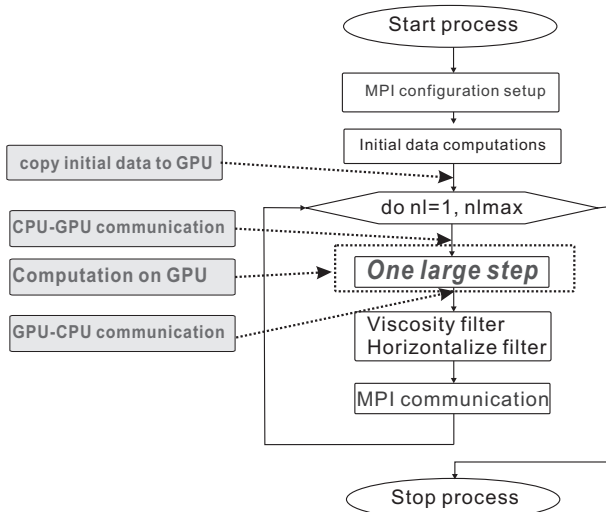 Start process
MPI configuration setup
Initial data computations
copy initial data to GPU
do nl=1, nlmax
CPU-GPU communication
One large step
Computation on GPU
GPU-CPU communication
Viscosity filter
Horizontalize filter
MPI communication
Stop process